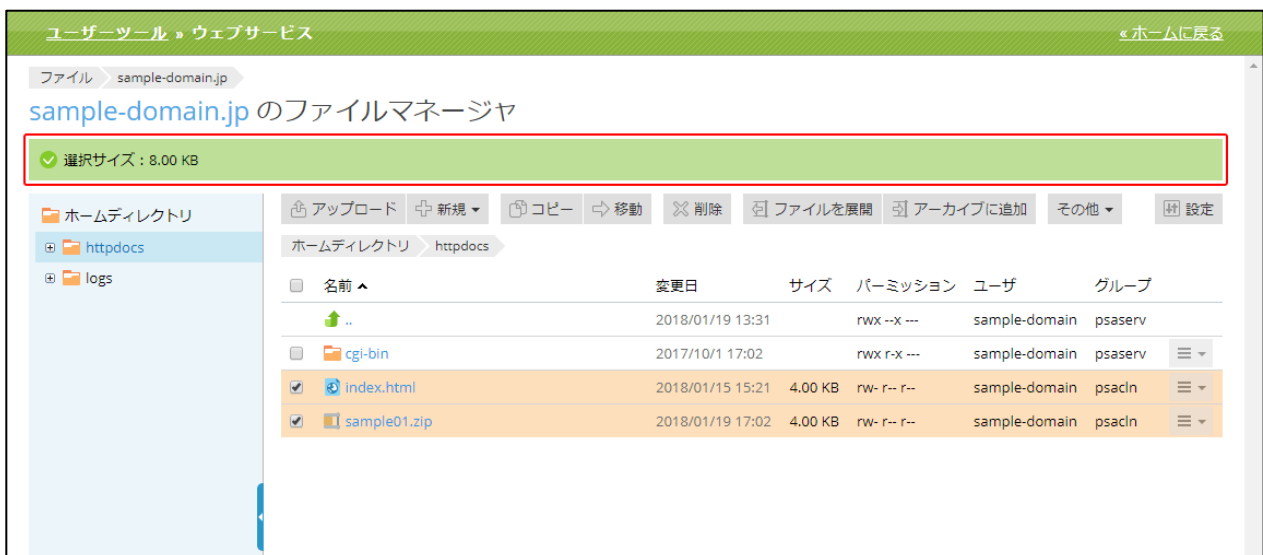 ユーザーツール » ウェブサービス «ホームに戻る
ファイル sample-domain.jp
sample-domain.jp のファイルマネージャ
選択サイズ : 8.00 KB
ホームディレクトリ
httpdocs
logs
アップロード 新規 コピー 移動 削除 ファイルを展開 アーカイブに追加 その他 設定
ホームディレクトリ httpdocs
名前 変更日 サイズ パーミッション ユーザ グループ
.. 2018/01/19 13:31 rwx --x --- sample-domain psaserv
cgi-bin 2017/10/1 17:02 rwx r-x --- sample-domain psaserv
index.html 2018/01/15 15:21 4.00 KB rw- r-- r-- sample-domain psacln
sample01.zip 2018/01/19 17:02 4.00 KB rw- r-- r-- sample-domain psacln